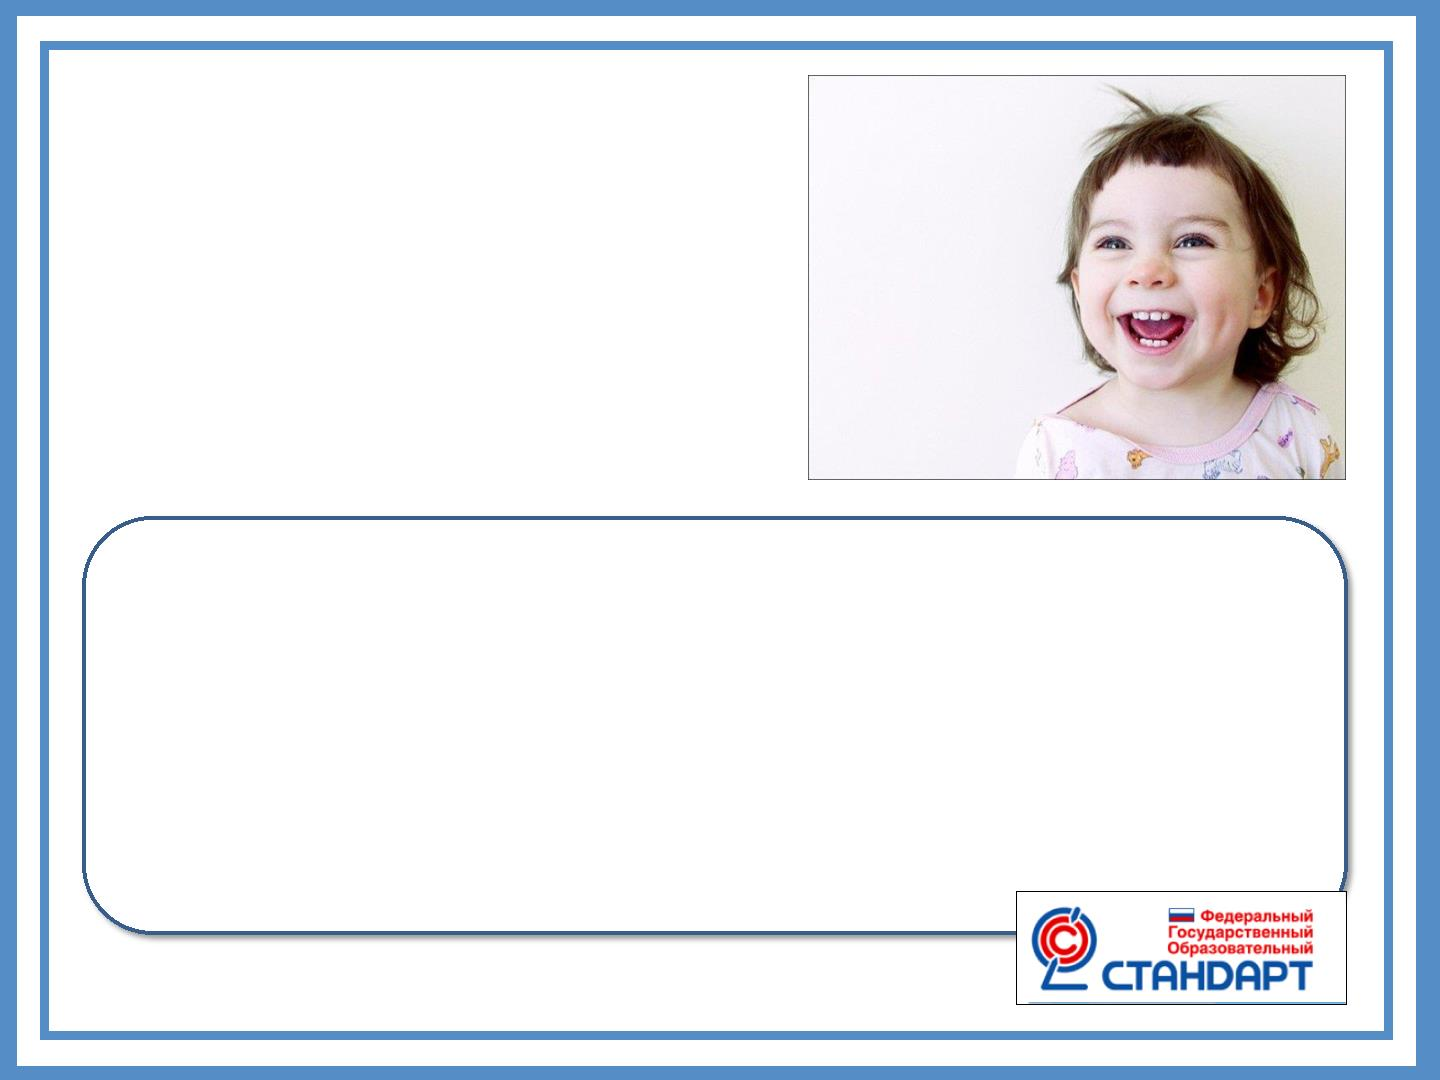 Федеральный
Государственный
Образовательный
СТАНДАРТ